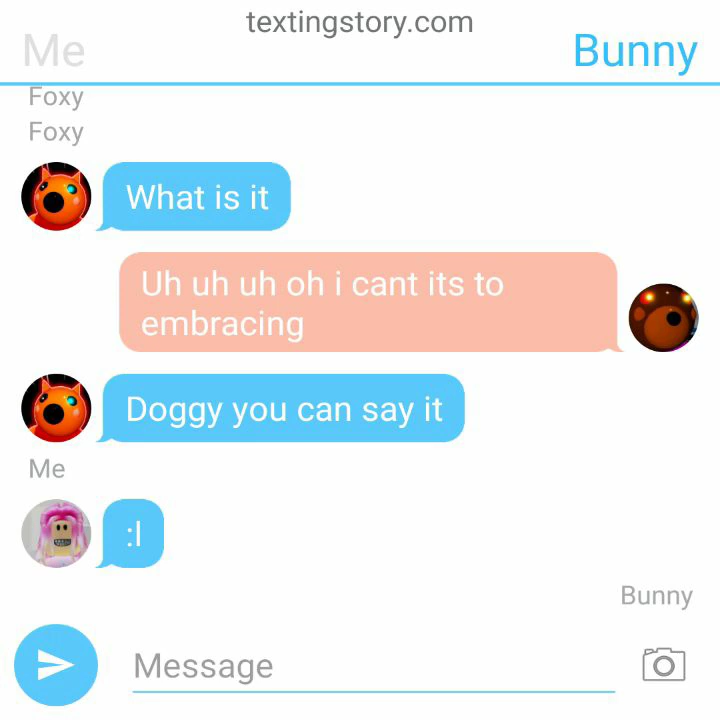 textingstory.com
Me
Bunny
Foxy
Foxy
What is it
Uh uh uh oh i cant its to
embracing
Doggy you can say it
Me
:l
Bunny
Message